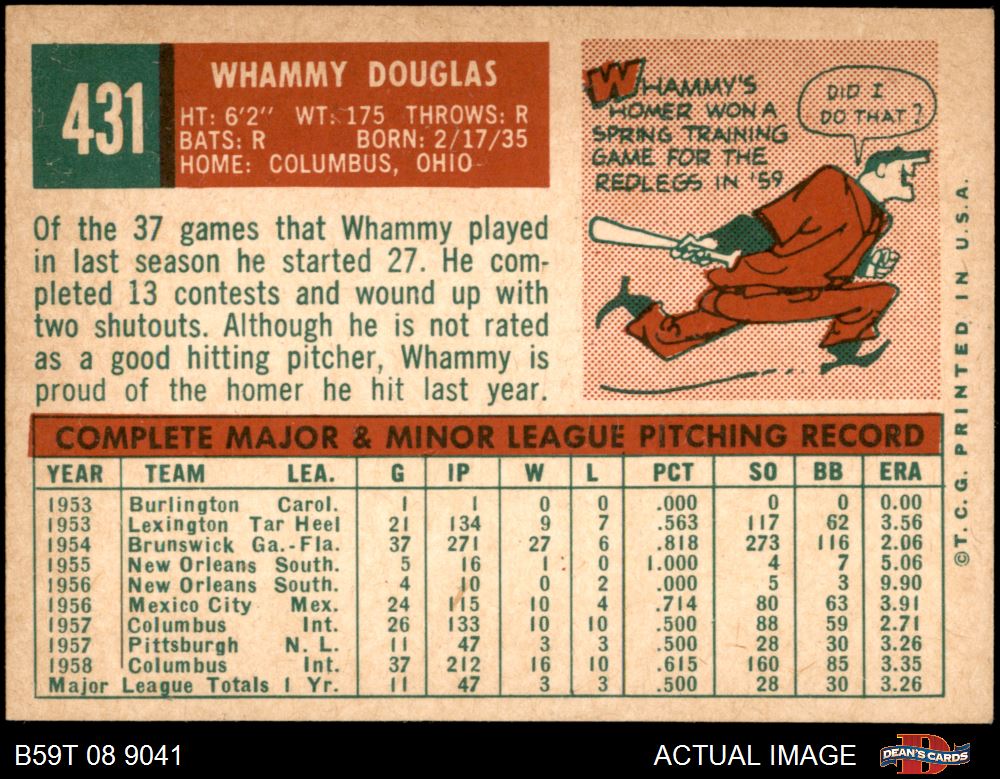 431
WHAMMY DOUGLAS
HT: 6'2" WT: 175 THROWS: R
BATS: R BORN: 2/17/35
HOME: COLUMBUS, OHIO
WHAMMY'S
HOMER WON A
SPRING TRAINING
GAME FOR THE
REDLEGS IN '59
DID I
DO THAT?
Of the 37 games that Whammy played
in last season he started 27. He com-
pleted 13 contests and wound up with
two shutouts. Although he is not rated
as a good hitting pitcher, Whammy is
proud of the homer he hit last year.
COMPLETE MAJOR & MINOR LEAGUE PITCHING RECORD
YEAR TEAM LEA. G IP W L PCT SO BB ERA
1953 Burlington Carol. 1 1 0 0 .000 0 0 0.00
1953 Lexington Tar Heel 21 134 9 7 .563 117 62 3.56
1954 Brunswick Ga.-Fla. 37 271 27 6 .818 273 116 2.06
1955 New Orleans South. 5 16 1 0 1.000 4 7 5.06
1956 New Orleans South. 4 10 0 2 .000 5 3 9.90
1956 Mexico City Mex. 24 115 10 4 .714 80 63 3.91
1957 Columbus Int. 26 133 10 10 .500 88 59 2.71
1957 Pittsburgh N. L. 11 47 3 3 .500 28 30 3.26
1958 Columbus Int. 37 212 16 10 .615 160 85 3.35
Major League Totals 1 Yr. 11 47 3 3 .500 28 30 3.26
©T.C.G. PRINTED IN U.S.A.
B59T 08 9041
ACTUAL IMAGE
D
DEAN'S CARDS